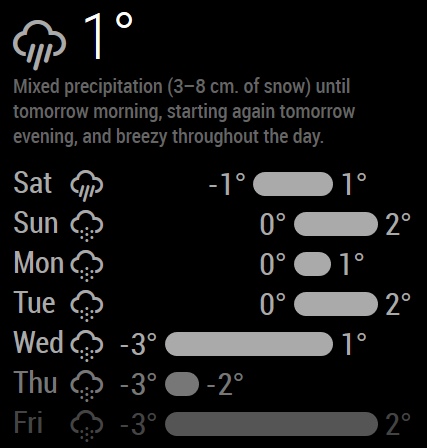 1°
Mixed precipitation (3–8 cm. of snow) until
tomorrow morning, starting again tomorrow
evening, and breezy throughout the day.
Sat -1° 1°
Sun 0° 2°
Mon 0° 1°
Tue 0° 2°
Wed -3° 1°
Thu -3° -2°
Fri -3° 2°